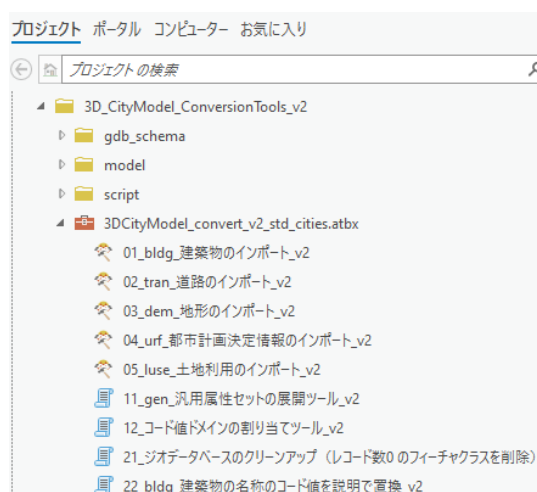 プロジェクト ポータル コンピューター お気に入り
プロジェクトの検索
3D_CityModel_ConversionTools_v2
gdb_schema
model
script
3DCityModel_convert_v2_std_cities.atbx
01_bldg_建築物のインポート_v2
02_tran_道路のインポート_v2
03_dem_地形のインポート_v2
04_urf_都市計画決定情報のインポート_v2
05_luse_土地利用のインポート_v2
11_gen_汎用属性セットの展開ツール_v2
12_コード値ドメインの割り当てツール_v2
21_ジオデータベースのクリーンアップ（レコード数0 のフィーチャクラスを削除）
22_bldg_建築物の名称のコード値を説明で置換_v2